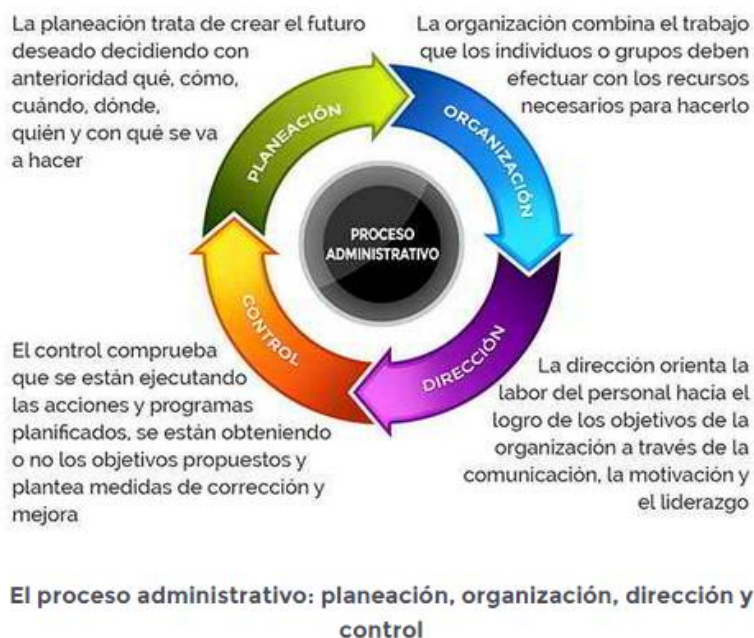 La planeación trata de crear el futuro
deseado decidiendo con
anterioridad qué, cómo,
cuándo, dónde,
quién y con qué se va
a hacer
La organización combina el trabajo
que los individuos o grupos deben
efectuar con los recursos
necesarios para hacerlo
PLANEACIÓN
ORGANIZACIÓN
PROCESO
ADMINISTRATIVO
CONTROL
DIRECCIÓN
El control comprueba
que se están ejecutando
las acciones y programas
planificados, se están obteniendo
o no los objetivos propuestos y
plantea medidas de corrección y
mejora
La dirección orienta la
labor del personal hacia el
logro de los objetivos de la
organización a través de la
comunicación, la motivación y
el liderazgo
El proceso administrativo: planeación, organización, dirección y
control